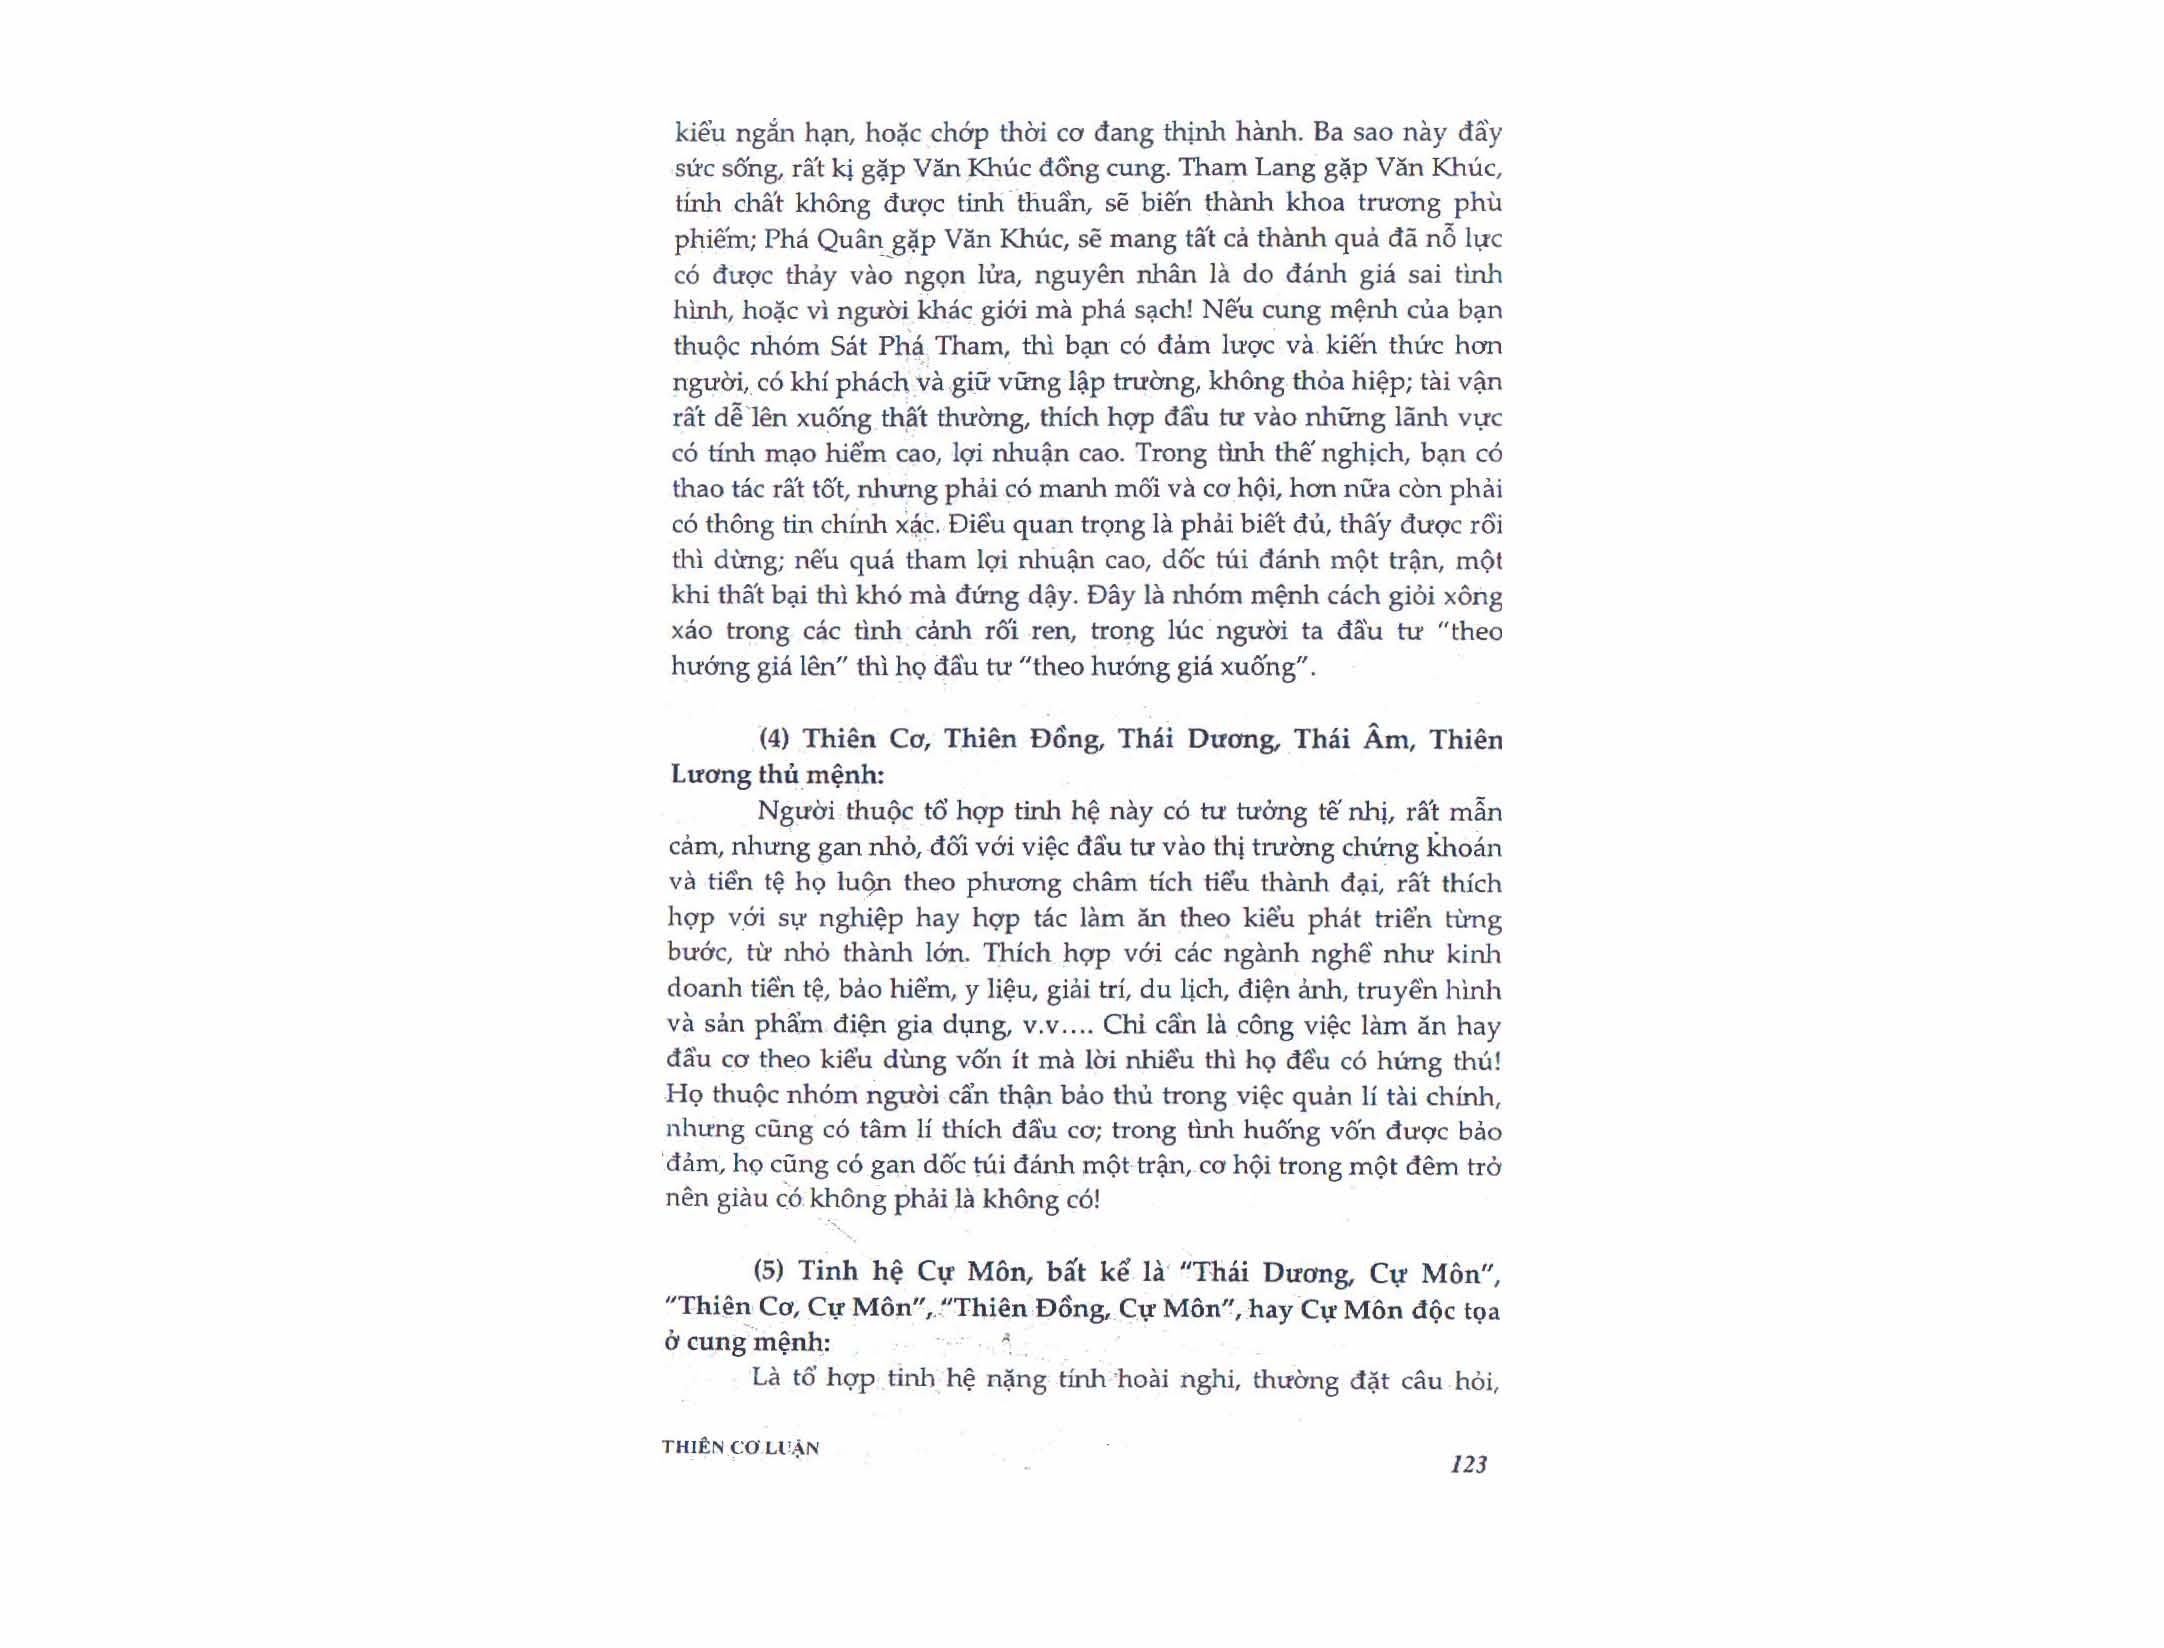 kiểu ngắn hạn, hoặc chớp thời cơ đang thịnh hành. Ba sao này đầy
sức sống, rất kị gặp Văn Khúc đồng cung. Tham Lang gặp Văn Khúc,
tính chất không được tinh thuần, sẽ biến thành khoa trương phù
phiếm; Phá Quân gặp Văn Khúc, sẽ mang tất cả thành quả đã nỗ lực
có được thảy vào ngọn lửa, nguyên nhân là do đánh giá sai tình
hình, hoặc vì người khác giới mà phá sạch! Nếu cung mệnh của bạn
thuộc nhóm Sát Phá Tham, thì bạn có đảm lược và kiến thức hơn
người, có khí phách và giữ vững lập trường, không thỏa hiệp; tài vận
rất dễ lên xuống thất thường, thích hợp đầu tư vào những lãnh vực
có tính mạo hiểm cao, lợi nhuận cao. Trong tình thế nghịch, bạn có
thao tác rất tốt, nhưng phải có manh mối và cơ hội, hơn nữa còn phải
có thông tin chính xác. Điều quan trọng là phải biết đủ, thấy được rồi
thì dừng; nếu quá tham lợi nhuận cao, dốc túi đánh một trận, một
khi thất bại thì khó mà đứng dậy. Đây là nhóm mệnh cách giỏi xông
xáo trong các tình cảnh rối ren, trong lúc người ta đầu tư "theo
hướng giá lên" thì họ đầu tư "theo hướng giá xuống".
(4) Thiên Cơ, Thiên Đồng, Thái Dương, Thái Âm, Thiên
Lương thủ mệnh:
Người thuộc tổ hợp tinh hệ này có tư tưởng tế nhị, rất mẫn
cảm, nhưng gan nhỏ, đối với việc đầu tư vào thị trường chứng khoán
và tiền tệ họ luôn theo phương châm tích tiểu thành đại, rất thích
hợp với sự nghiệp hay hợp tác làm ăn theo kiểu phát triển từng
bước, từ nhỏ thành lớn. Thích hợp với các ngành nghề như kinh
doanh tiền tệ, bảo hiểm, y liệu, giải trí, du lịch, điện ảnh, truyền hình
và sản phẩm điện gia dụng, v.v.... Chỉ cần là công việc làm ăn hay
đầu cơ theo kiểu dùng vốn ít mà lời nhiều thì họ đều có hứng thú!
Họ thuộc nhóm người cẩn thận bảo thủ trong việc quản lí tài chính,
nhưng cũng có tâm lí thích đầu cơ; trong tình huống vốn được bảo
đảm, họ cũng có gan dốc túi đánh một trận, cơ hội trong một đêm trở
nên giàu có không phải là không có!
(5) Tinh hệ Cự Môn, bất kể là "Thái Dương, Cự Môn",
"Thiên Cơ, Cự Môn", "Thiên Đồng, Cự Môn", hay Cự Môn độc tọa
ở cung mệnh:
Là tổ hợp tinh hệ nặng tính hoài nghi, thường đặt câu hỏi,
THIÊN CƠ LUẬN
123